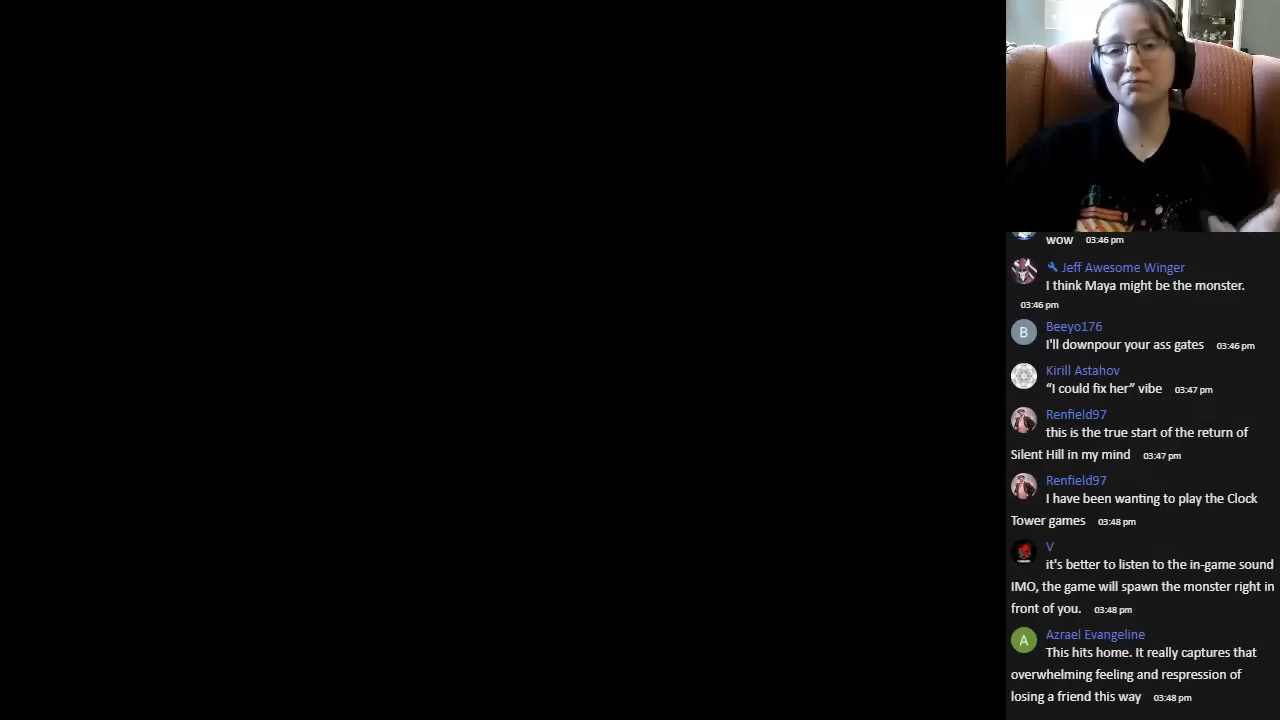 wow 03:46 pm
Jeff Awesome Winger
I think Maya might be the monster.
03:46 pm
B Beeyo176
I'll downpour your ass gates 03:46 pm
Kirill Astahov
“I could fix her” vibe 03:47 pm
Renfield97
this is the true start of the return of
Silent Hill in my mind 03:47 pm
Renfield97
I have been wanting to play the Clock
Tower games 03:48 pm
V
it's better to listen to the in-game sound
IMO, the game will spawn the monster right in
front of you. 03:48 pm
A Azrael Evangeline
This hits home. It really captures that
overwhelming feeling and respression of
losing a friend this way 03:48 pm